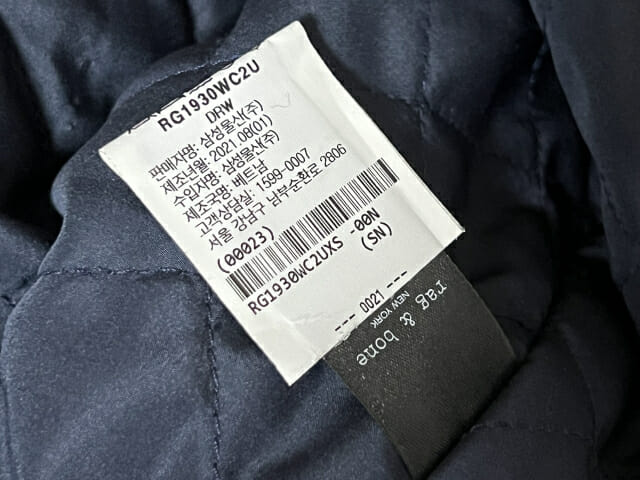 RG1930WC2U
DRW
판매자명: 삼성물산(주)
제조년월: 2021 08(01)
수입자명: 삼성물산(주)
제조국명: 베트남
고객상담실: 1599-0007
서울 강남구 남부순환로 2806
(00023)
RG1930WC2UXS -00N
(SN)
--- 0021 ---
rag & bone
NEW YORK